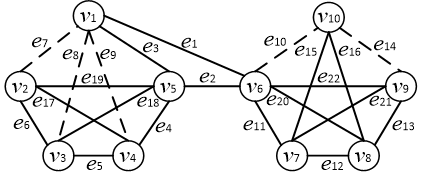 v1 v10
e7 e8 e9 e3 e1 e10 e15 e16 e14
v2 e19 v5 e2 v6 e22 v9
e17 e18 e20 e21
e6 e4 e11 e13
v3 e5 v4 v7 e12 v8